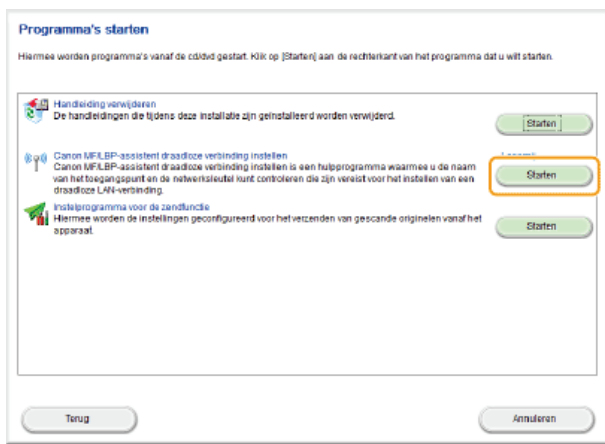 Programma's starten
Hiermee worden programma's vanaf de cd/dvd gestart. Klik op [Starten] aan de rechterkant van het programma dat u wilt starten.
Handleiding verwijderen
De handleidingen die tijdens deze installatie zijn geïnstalleerd worden verwijderd.
Starten
Canon MF/LBP-assistent draadloze verbinding instellen
Canon MF/LBP-assistent draadloze verbinding instellen is een hulpprogramma waarmee u de naam
van het toegangspunt en de netwerksleutel kunt controleren die zijn vereist voor het instellen van een
draadloze LAN-verbinding.
Starten
Instelprogramma voor de zendfunctie
Hiermee worden de instellingen geconfigureerd voor het verzenden van gescande originelen vanaf het
apparaat.
Starten
Terug
Annuleren